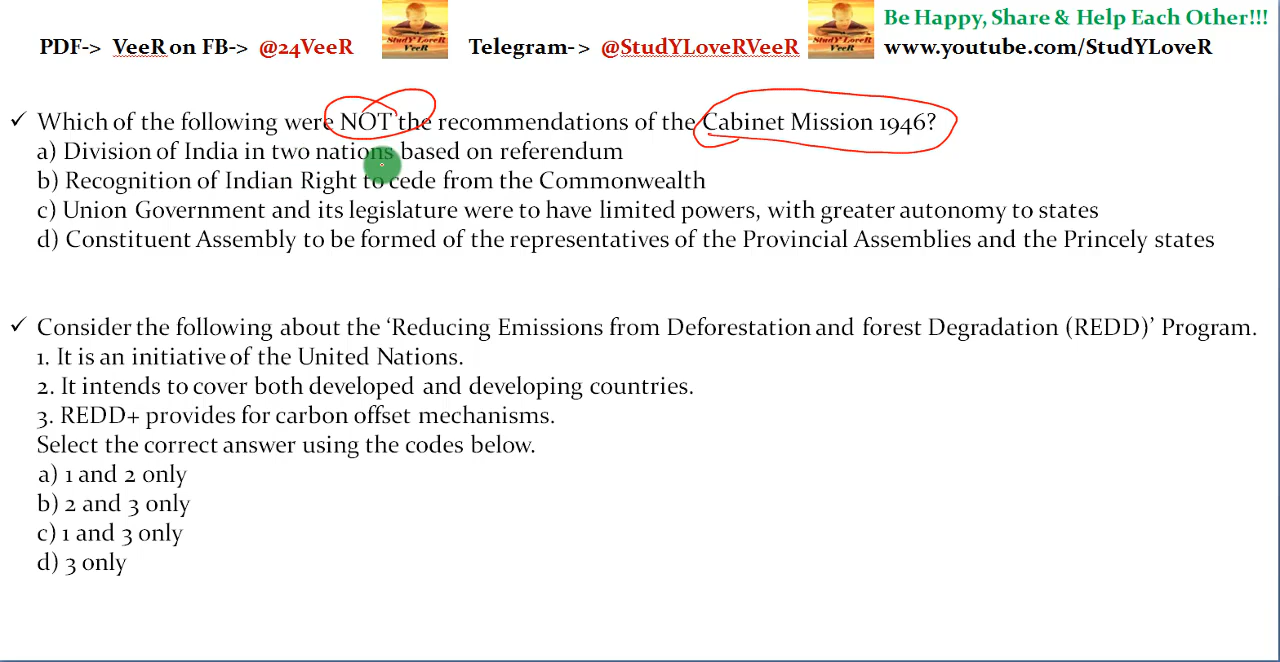 Be Happy, Share & Help Each Other!!!
PDF-> VeeR on FB-> @24VeeR Telegram-> @StudYLoveRVeeR www.youtube.com/StudYLoveR
StudY LoveR
VeeR
StudY LoveR
VeeR
✓ Which of the following were NOT the recommendations of the Cabinet Mission 1946?
a) Division of India in two nations based on referendum
b) Recognition of Indian Right to cede from the Commonwealth
c) Union Government and its legislature were to have limited powers, with greater autonomy to states
d) Constituent Assembly to be formed of the representatives of the Provincial Assemblies and the Princely states
✓ Consider the following about the ‘Reducing Emissions from Deforestation and forest Degradation (REDD)’ Program.
1. It is an initiative of the United Nations.
2. It intends to cover both developed and developing countries.
3. REDD+ provides for carbon offset mechanisms.
Select the correct answer using the codes below.
a) 1 and 2 only
b) 2 and 3 only
c) 1 and 3 only
d) 3 only